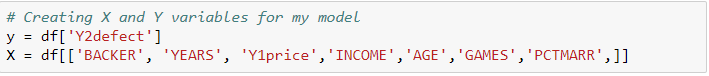 # Creating X and Y variables for my model
y = df['Y2defect']
X = df[['BACKER', 'YEARS', 'Y1price','INCOME','AGE','GAMES','PCTMARR',]]